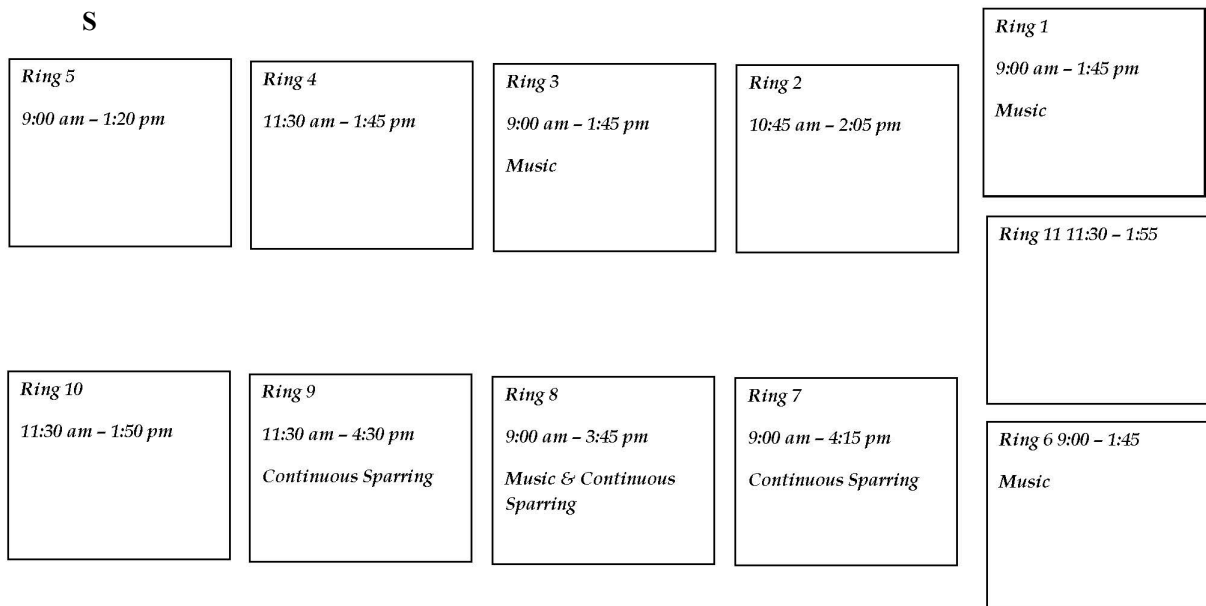 S
Ring 5
9:00 am – 1:20 pm
Ring 4
11:30 am – 1:45 pm
Ring 3
9:00 am – 1:45 pm
Music
Ring 2
10:45 am – 2:05 pm
Ring 1
9:00 am – 1:45 pm
Music
Ring 11 11:30 – 1:55
Ring 10
11:30 am – 1:50 pm
Ring 9
11:30 am – 4:30 pm
Continuous Sparring
Ring 8
9:00 am – 3:45 pm
Music & Continuous
Sparring
Ring 7
9:00 am – 4:15 pm
Continuous Sparring
Ring 6 9:00 – 1:45
Music